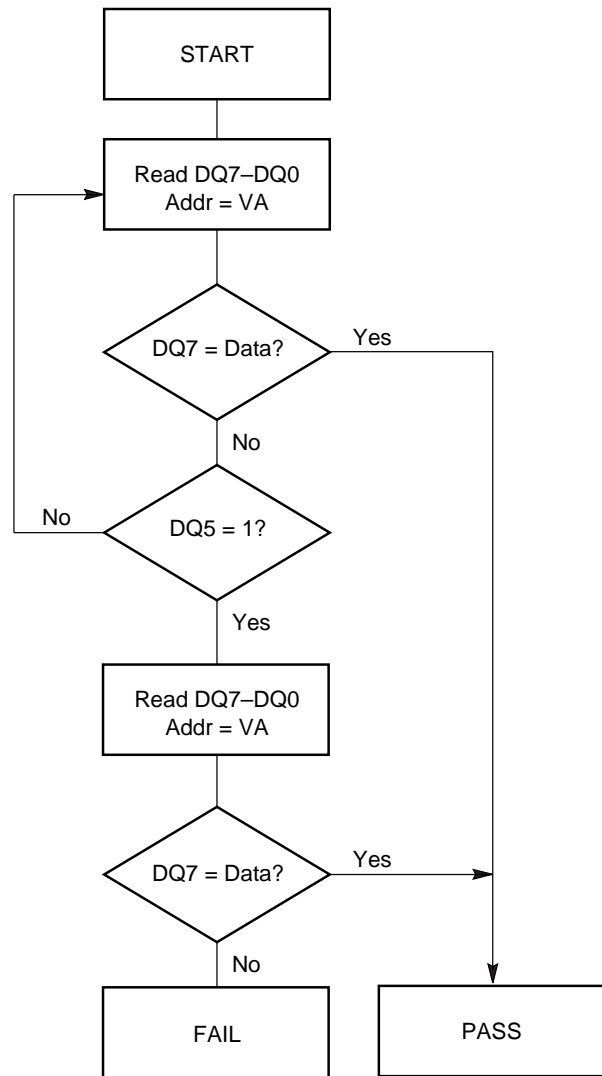 START
Read DQ7–DQ0
Addr = VA
DQ7 = Data?
Yes
No
No
DQ5 = 1?
Yes
Read DQ7–DQ0
Addr = VA
DQ7 = Data?
Yes
No
FAIL
PASS